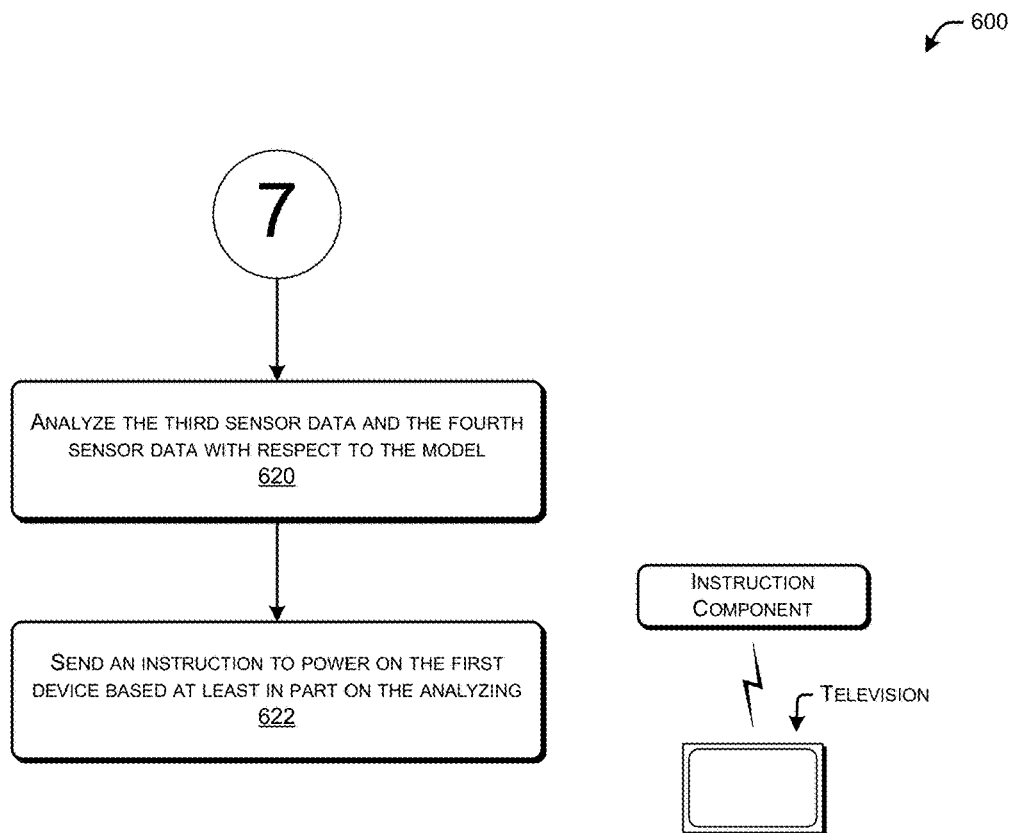 600
7
ANALYZE THE THIRD SENSOR DATA AND THE FOURTH
SENSOR DATA WITH RESPECT TO THE MODEL
620
SEND AN INSTRUCTION TO POWER ON THE FIRST
DEVICE BASED AT LEAST IN PART ON THE ANALYZING
622
INSTRUCTION
COMPONENT
TELEVISION